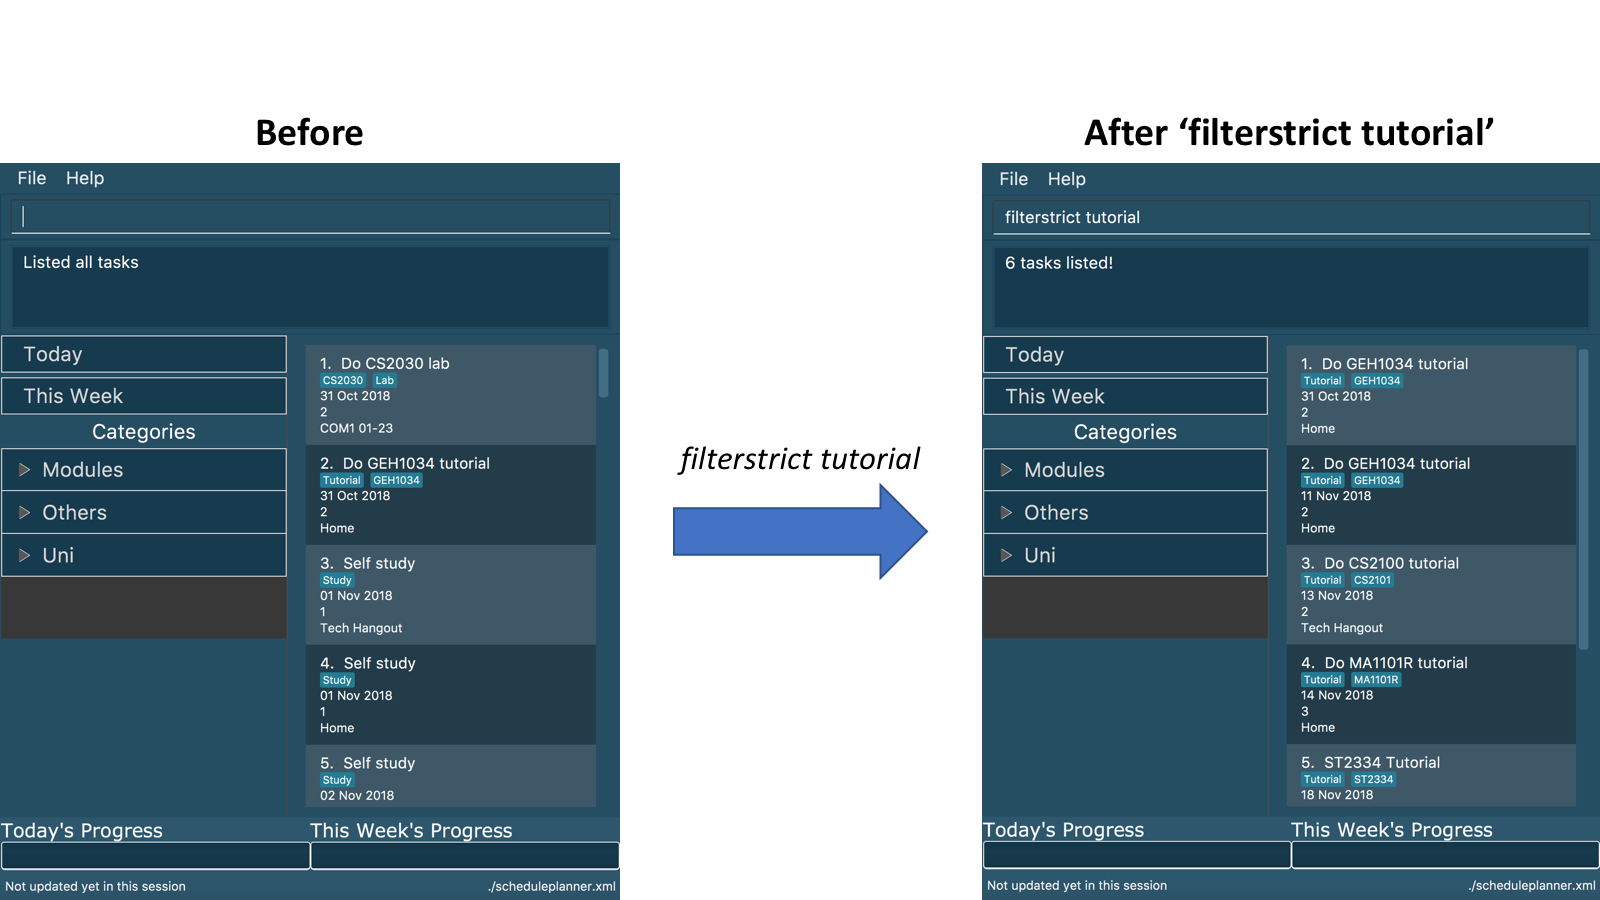 Before
File Help
Listed all tasks
Today
This Week
Categories
Modules
Others
Uni
1. Do CS2030 lab
CS2030 Lab
31 Oct 2018
2
COM1 01-23
2. Do GEH1034 tutorial
Tutorial GEH1034
31 Oct 2018
2
Home
3. Self study
Study
01 Nov 2018
1
Tech Hangout
4. Self study
Study
01 Nov 2018
1
Home
5. Self study
Study
02 Nov 2018
Today's Progress This Week's Progress
Not updated yet in this session ./scheduleplanner.xml
filterstrict tutorial
After ‘filterstrict tutorial’
File Help
filterstrict tutorial
6 tasks listed!
Today
This Week
Categories
Modules
Others
Uni
1. Do GEH1034 tutorial
Tutorial GEH1034
31 Oct 2018
2
Home
2. Do GEH1034 tutorial
Tutorial GEH1034
11 Nov 2018
2
Home
3. Do CS2100 tutorial
Tutorial CS2101
13 Nov 2018
2
Tech Hangout
4. Do MA1101R tutorial
Tutorial MA1101R
14 Nov 2018
3
Home
5. ST2334 Tutorial
Tutorial ST2334
18 Nov 2018
Today's Progress This Week's Progress
Not updated yet in this session ./scheduleplanner.xml